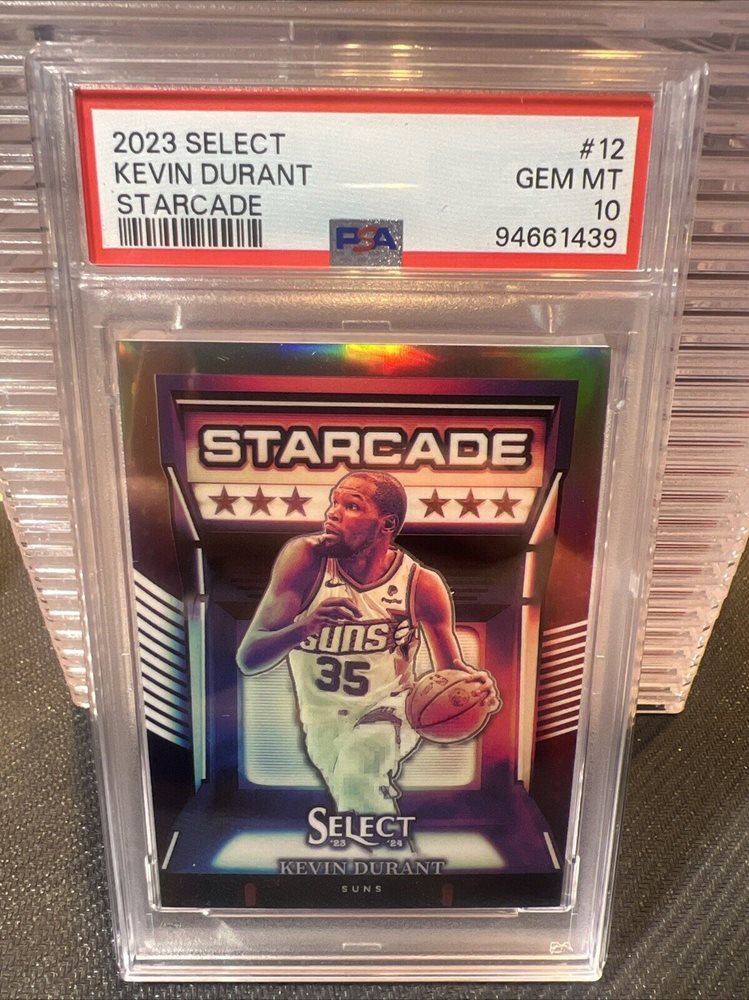 2023 SELECT #12
KEVIN DURANT GEM MT
STARCADE 10
PSA 94661439
STARCADE
SUNS
35
SELECT
'23 '24
KEVIN DURANT
SUNS